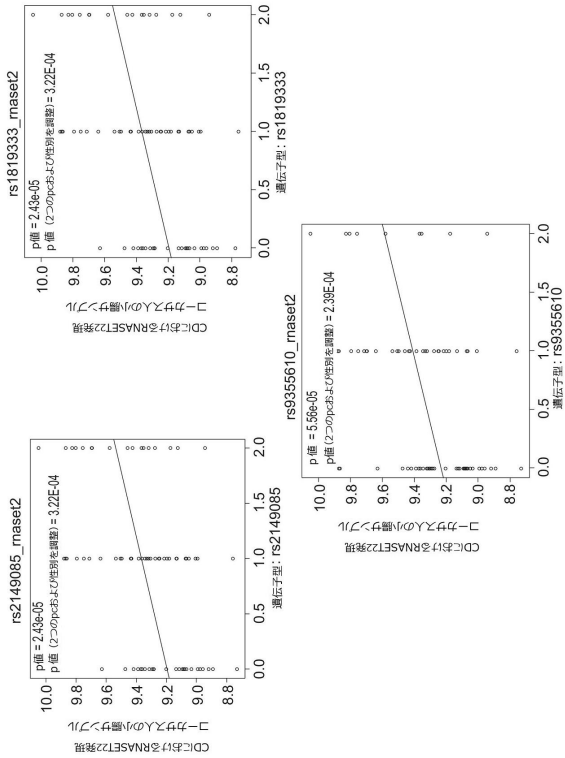 rs2149085_rnaset2
CDにおけるRNASET22発現
コーカサス人の小腸サンプル
10.0
9.8
9.6
9.4
9.2
9.0
8.8
p値 = 2.43e-05
p 値（2つのpcおよび性別を調整）= 3.22E-04
0.0 0.5 1.0 1.5 2.0
遺伝子型：rs2149085
rs1819333_rnaset2
CDにおけるRNASET22発現
コーカサス人の小腸サンプル
10.0
9.8
9.6
9.4
9.2
9.0
8.8
p値 = 2.43e-05
p 値（2つのpcおよび性別を調整）= 3.22E-04
0.0 0.5 1.0 1.5 2.0
遺伝子型：rs1819333
rs9355610_rnaset2
CDにおけるRNASET22発現
コーカサス人の小腸サンプル
10.0
9.8
9.6
9.4
9.2
9.0
8.8
p 値 = 5.56e-05
p値（2つのpcおよび性別を調整）= 2.39E-04
0.0 0.5 1.0 1.5 2.0
遺伝子型：rs9355610